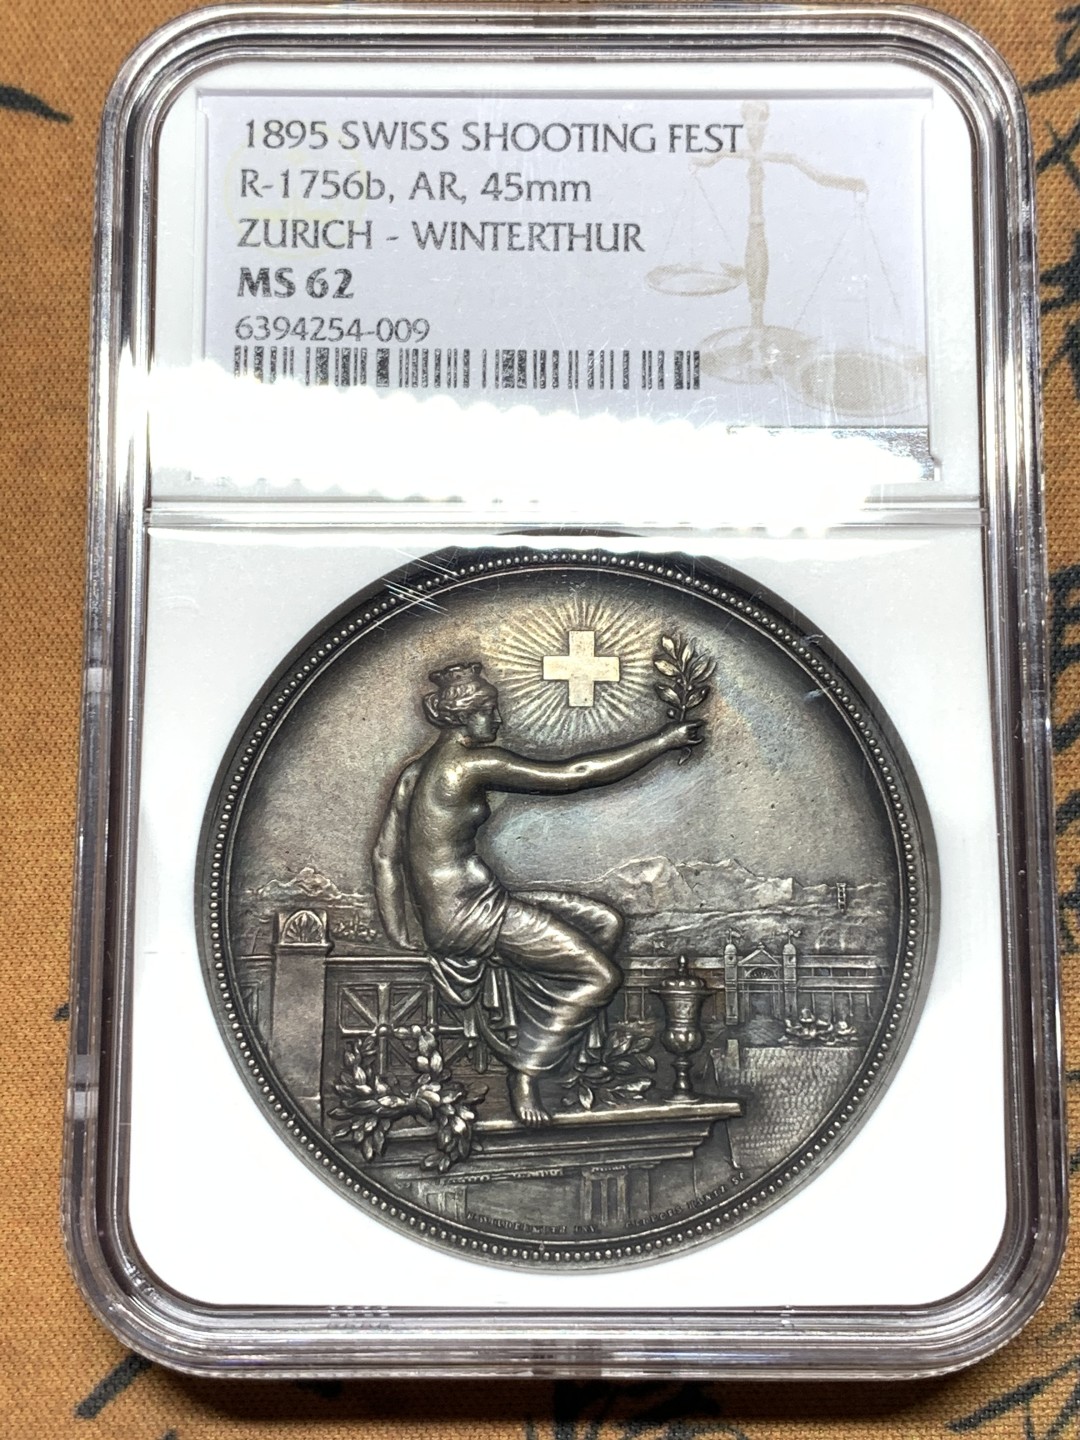 1895 SWISS SHOOTING FEST
R-1756b, AR, 45mm
ZURICH - WINTERTHUR
MS 62
6394254-009